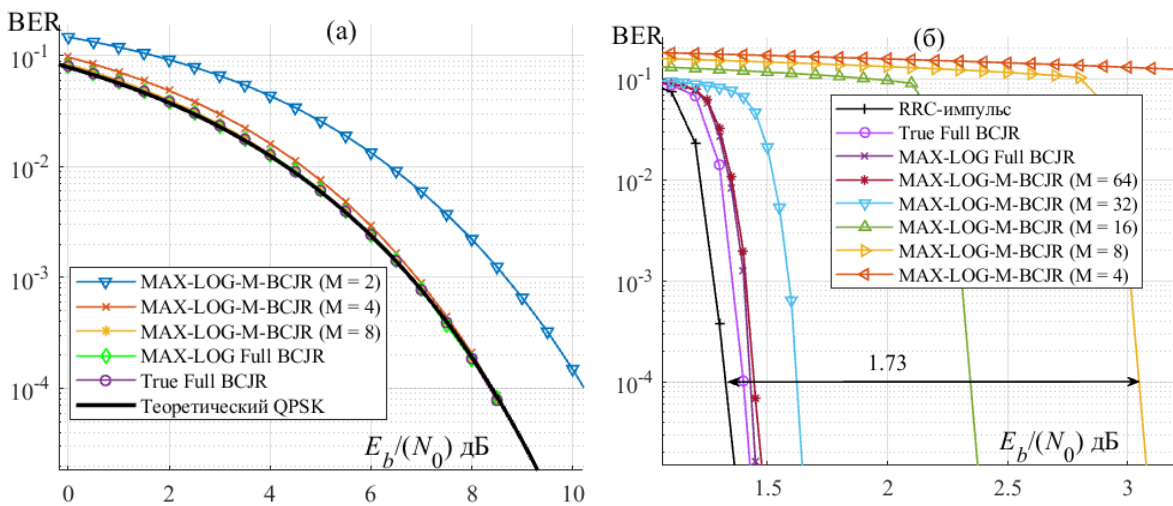 BER
(а)
10^-1
10^-2
10^-3
10^-4
MAX-LOG-M-BCJR (M = 2)
MAX-LOG-M-BCJR (M = 4)
MAX-LOG-M-BCJR (M = 8)
MAX-LOG Full BCJR
True Full BCJR
Теоретический QPSK
E_b/(N_0) дБ
0 2 4 6 8 10
BER
(б)
10^-1
10^-2
10^-3
10^-4
RRC-импульс
True Full BCJR
MAX-LOG Full BCJR
MAX-LOG-M-BCJR (M = 64)
MAX-LOG-M-BCJR (M = 32)
MAX-LOG-M-BCJR (M = 16)
MAX-LOG-M-BCJR (M = 8)
MAX-LOG-M-BCJR (M = 4)
1.73
E_b/(N_0) дБ
1.5 2 2.5 3